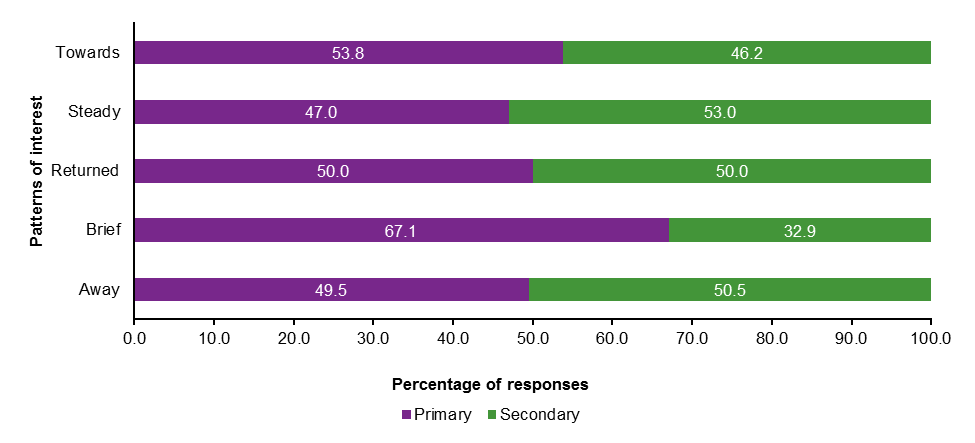 Patterns of interest
Towards 53.8 46.2
Steady 47.0 53.0
Returned 50.0 50.0
Brief 67.1 32.9
Away 49.5 50.5
0.0 10.0 20.0 30.0 40.0 50.0 60.0 70.0 80.0 90.0 100.0
Percentage of responses
Primary Secondary